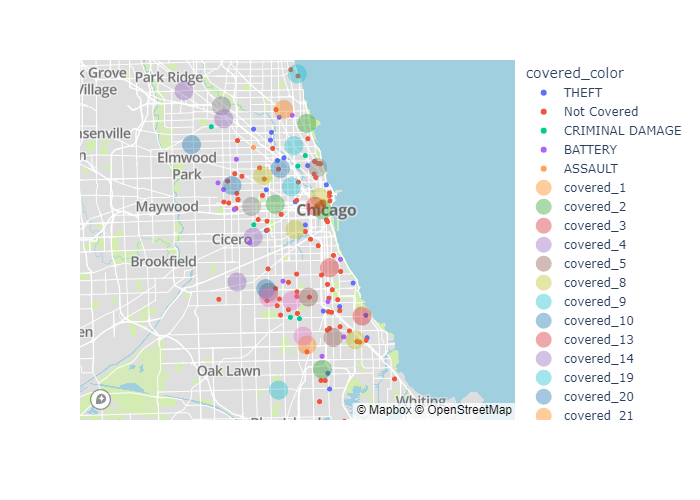 k Grove
Village
Park Ridge
nsenville
n
Elmwood
Park
Maywood
Chicago
Cicero
Brookfield
en
Oak Lawn
Whiting
© Mapbox © OpenStreetMap
covered_color
THEFT
Not Covered
CRIMINAL DAMAGE
BATTERY
ASSAULT
covered_1
covered_2
covered_3
covered_4
covered_5
covered_8
covered_9
covered_10
covered_13
covered_14
covered_19
covered_20
covered_21